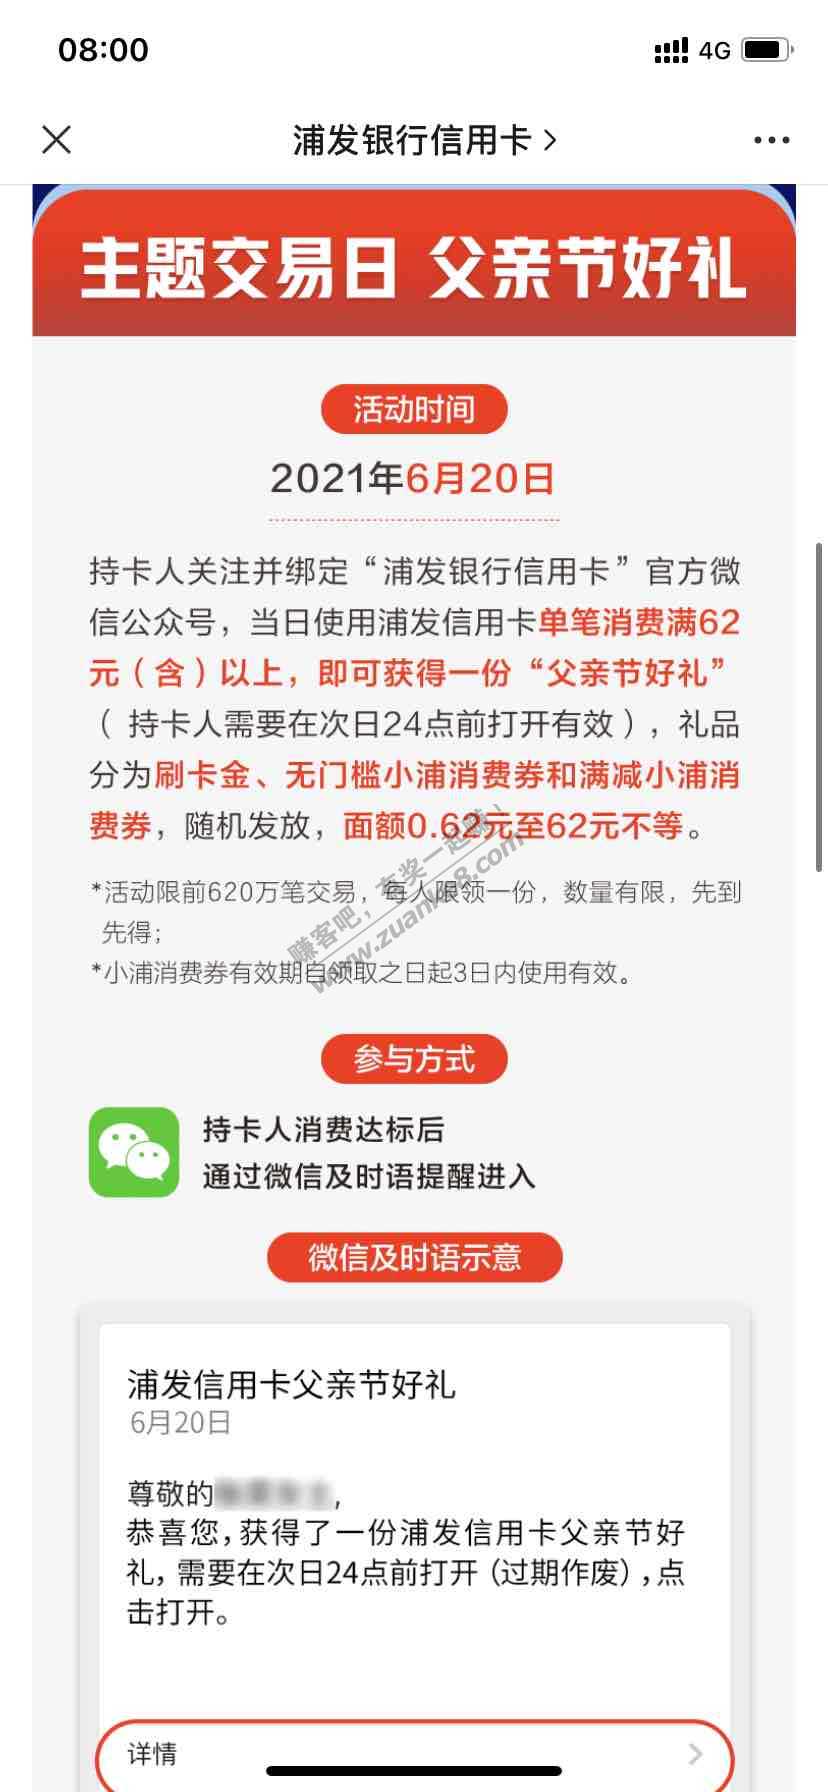 08:00
4G
浦发银行信用卡
主题交易日 父亲节好礼
活动时间
2021年6月20日
持卡人关注并绑定“浦发银行信用卡”官方微
信公众号，当日使用浦发信用卡单笔消费满62
元（含）以上，即可获得一份“父亲节好礼”
（持卡人需要在次日24点前打开有效），礼品
分为刷卡金、无门槛小浦消费券和满减小浦消
费券，随机发放，面额0.62元至62元不等。
*活动限前620万笔交易，每人限领一份，数量有限，先到
先得；
*小浦消费券有效期自领取之日起3日内使用有效。
赚客吧，有奖一起赚！
www.zuanke8.com
参与方式
持卡人消费达标后
通过微信及时语提醒进入
微信及时语示意
浦发信用卡父亲节好礼
6月20日
尊敬的
恭喜您，获得了一份浦发信用卡父亲节好
礼，需要在次日24点前打开（过期作废），点
击打开。
详情